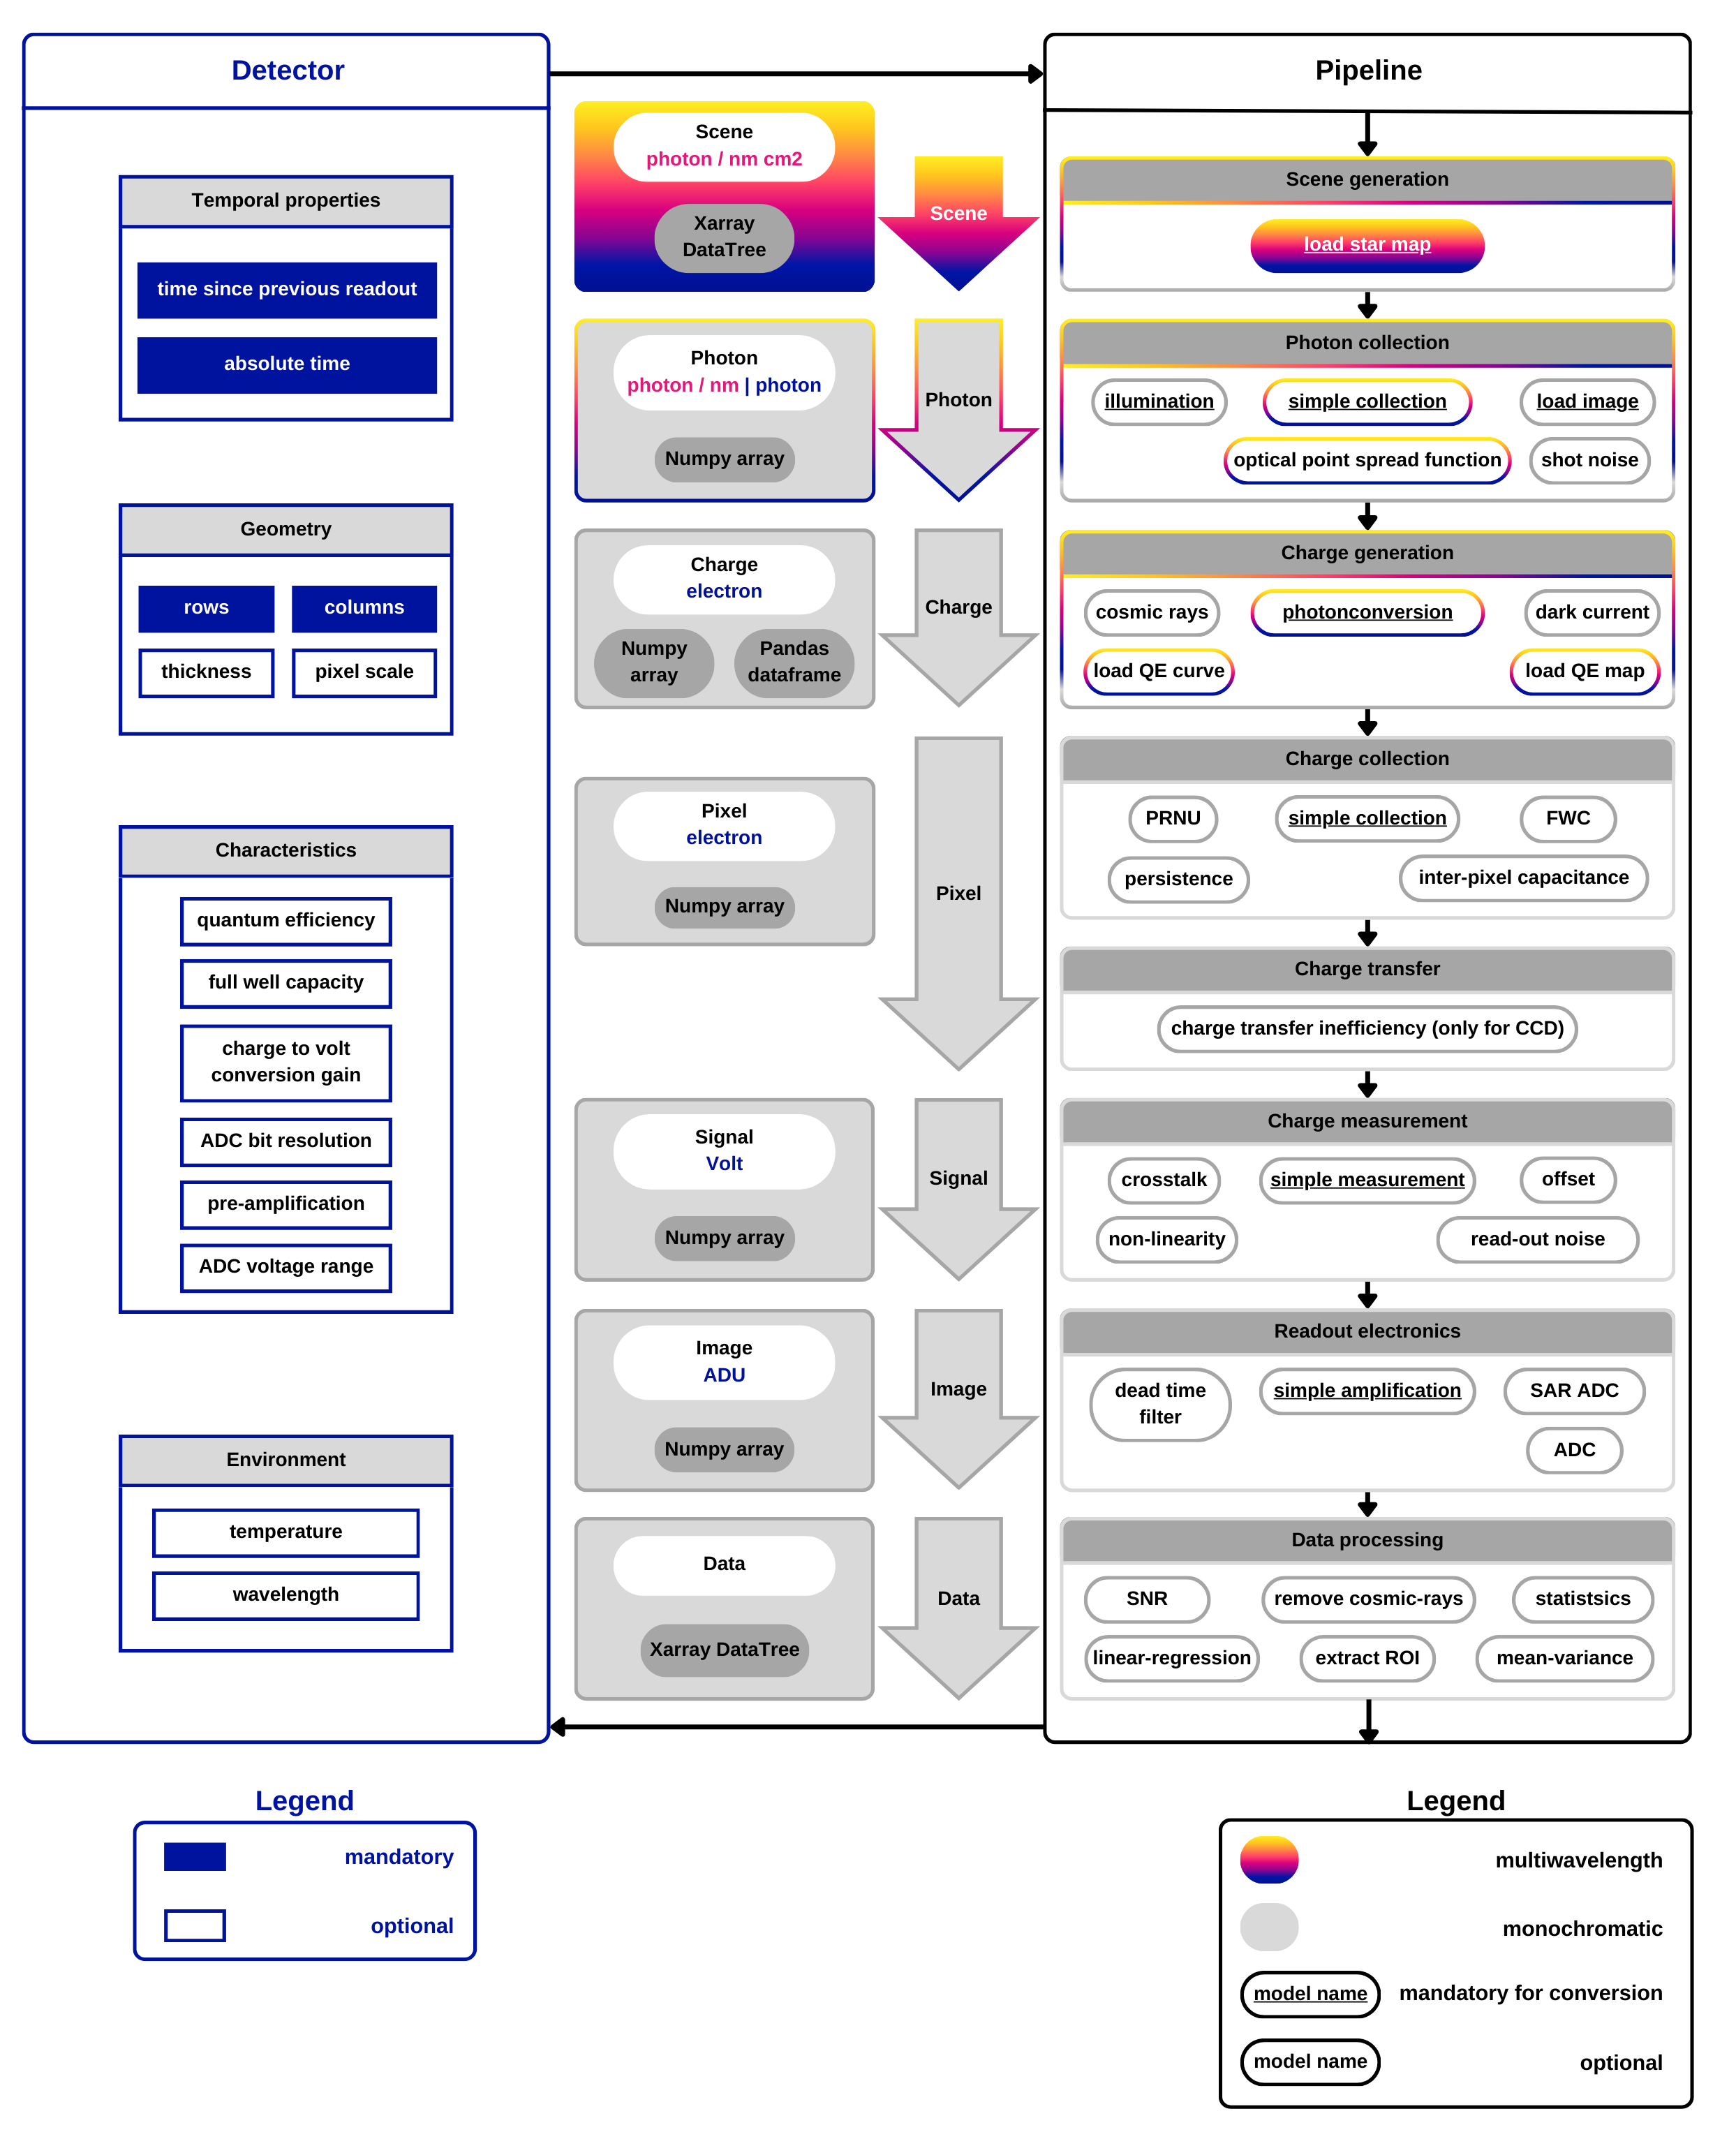 Detector
Temporal properties
time since previous readout
absolute time
Geometry
rows
columns
thickness
pixel scale
Characteristics
quantum efficiency
full well capacity
charge to volt
conversion gain
ADC bit resolution
pre-amplification
ADC voltage range
Environment
temperature
wavelength
Scene
photon / nm cm2
Xarray
DataTree
Scene
Photon
photon / nm | photon
Numpy array
Photon
Charge
electron
Numpy
array
Pandas
dataframe
Charge
Pixel
electron
Numpy array
Pixel
Signal
Volt
Numpy array
Signal
Image
ADU
Numpy array
Image
Data
Xarray DataTree
Data
Pipeline
Scene generation
load star map
Photon collection
illumination
simple collection
load image
optical point spread function
shot noise
Charge generation
cosmic rays
photonconversion
dark current
load QE curve
load QE map
Charge collection
PRNU
simple collection
FWC
persistence
inter-pixel capacitance
Charge transfer
charge transfer inefficiency (only for CCD)
Charge measurement
crosstalk
simple measurement
offset
non-linearity
read-out noise
Readout electronics
dead time
filter
simple amplification
SAR ADC
ADC
Data processing
SNR
remove cosmic-rays
statistsics
linear-regression
extract ROI
mean-variance
Legend
mandatory
optional
Legend
multiwavelength
monochromatic
model name
mandatory for conversion
model name
optional